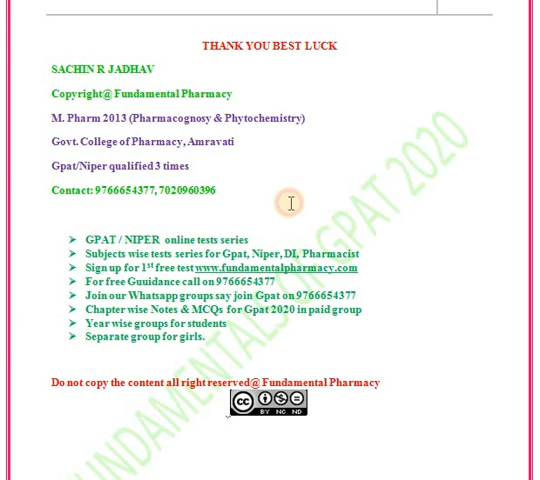 THANK YOU BEST LUCK
SACHIN R JADHAV
Copyright@ Fundamental Pharmacy
M. Pharm 2013 (Pharmacognosy & Phytochemistry)
Govt. College of Pharmacy, Amravati
Gpat/Niper qualified 3 times
Contact: 9766654377, 7020960396
GPAT / NIPER online tests series
Subjects wise tests series for Gpat, Niper, DI, Pharmacist
Sign up for 1st free test www.fundamentalpharmacy.com
For free Guuidance call on 9766654377
Join our Whatsapp groups say join Gpat on 9766654377
Chapter wise Notes & MCQs for Gpat 2020 in paid group
Year wise groups for students
Separate group for girls.
Do not copy the content all right reserved@ Fundamental Pharmacy
cc BY NC ND
FUNDAMENTALS OF GPAT 2020